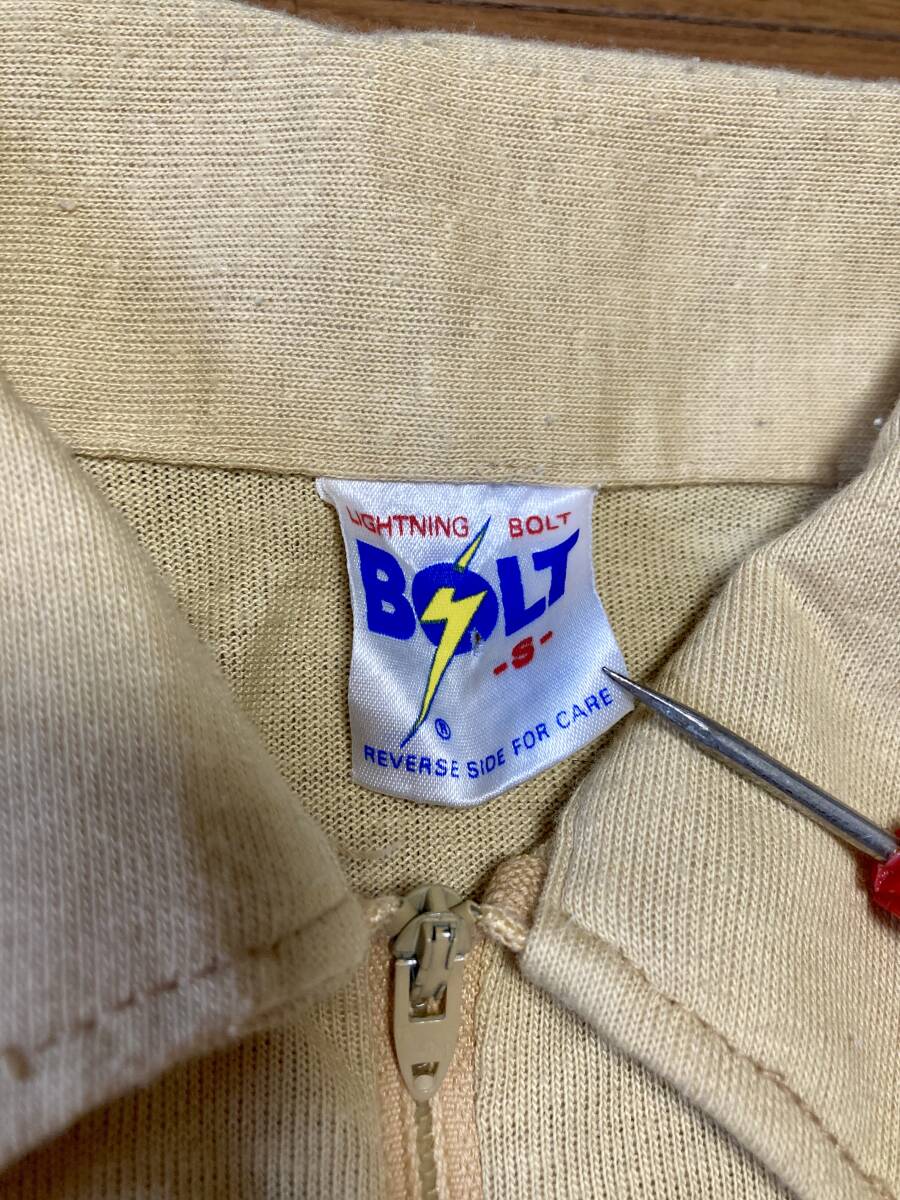 LIGHTNING BOLT
BOLT
-S-
®
REVERSE SIDE FOR CARE